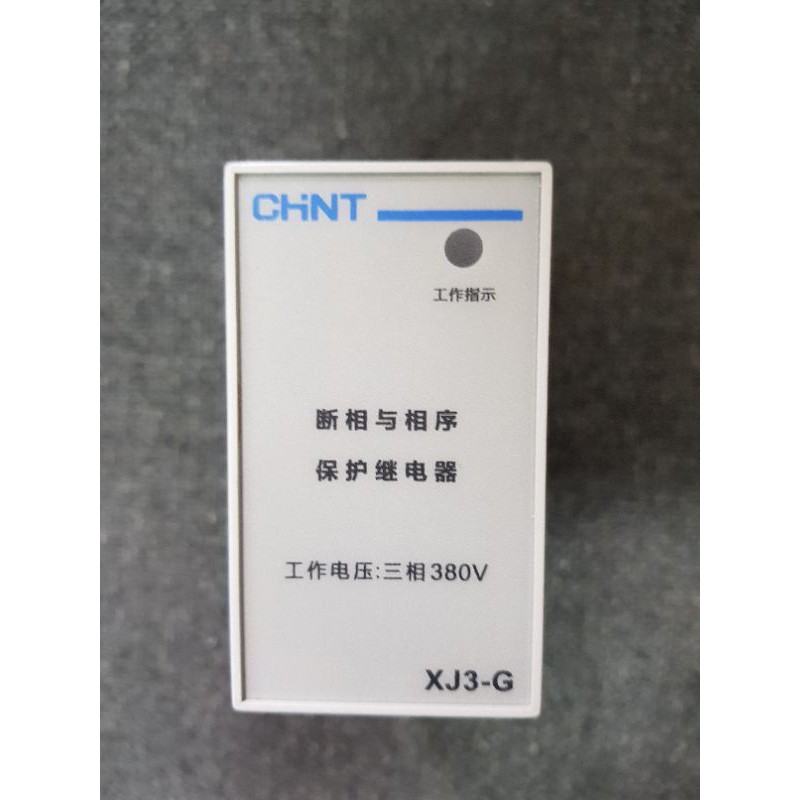 CHNT
工作指示
断相与相序
保护继电器
工作电压:三相380V
XJ3-G